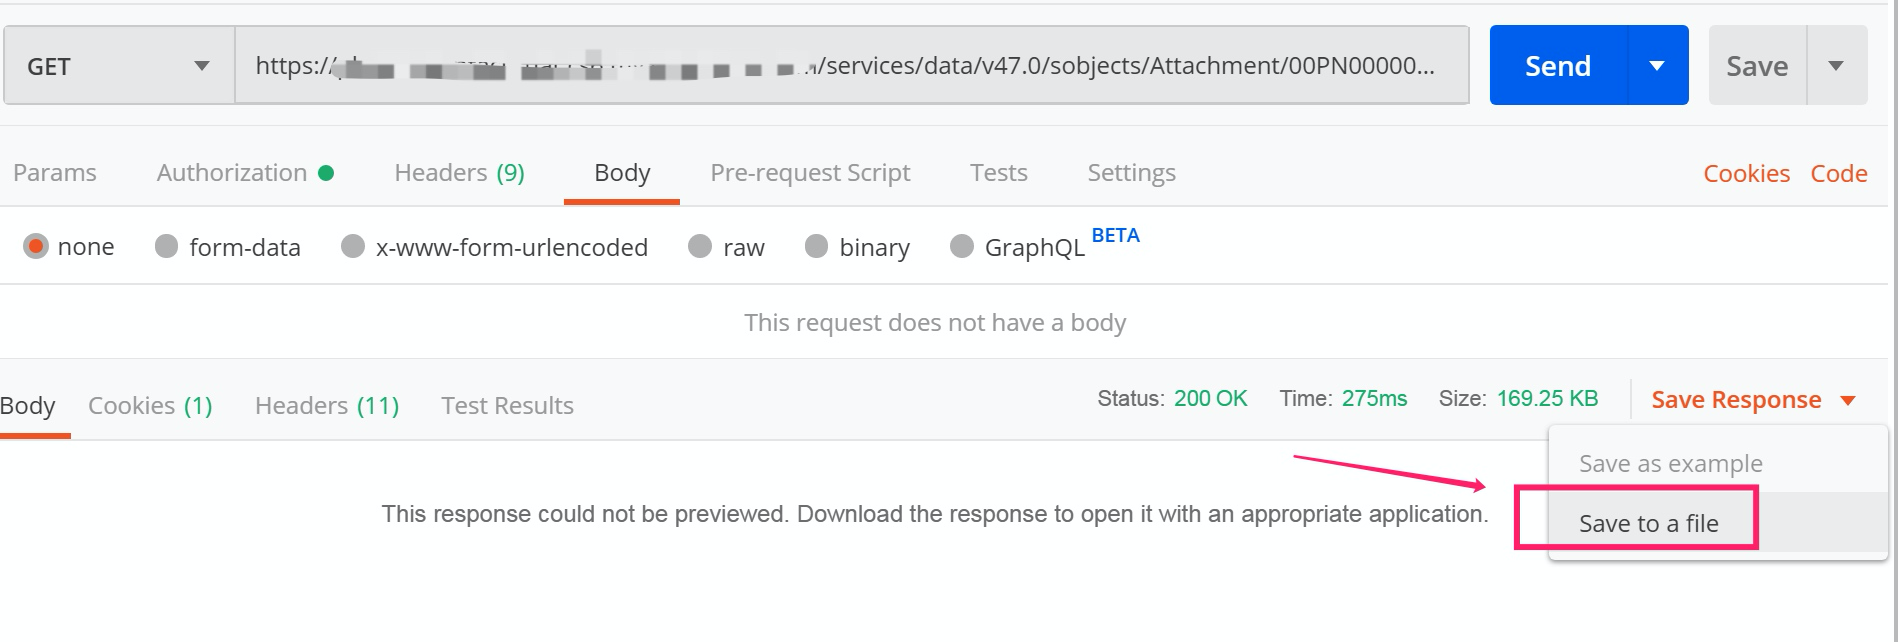 GET https:// /services/data/v47.0/sobjects/Attachment/00PN00000... Send Save
Params Authorization Headers (9) Body Pre-request Script Tests Settings Cookies Code
none form-data x-www-form-urlencoded raw binary GraphQL BETA
This request does not have a body
Body Cookies (1) Headers (11) Test Results Status: 200 OK Time: 275ms Size: 169.25 KB Save Response
Save as example
This response could not be previewed. Download the response to open it with an appropriate application.
Save to a file